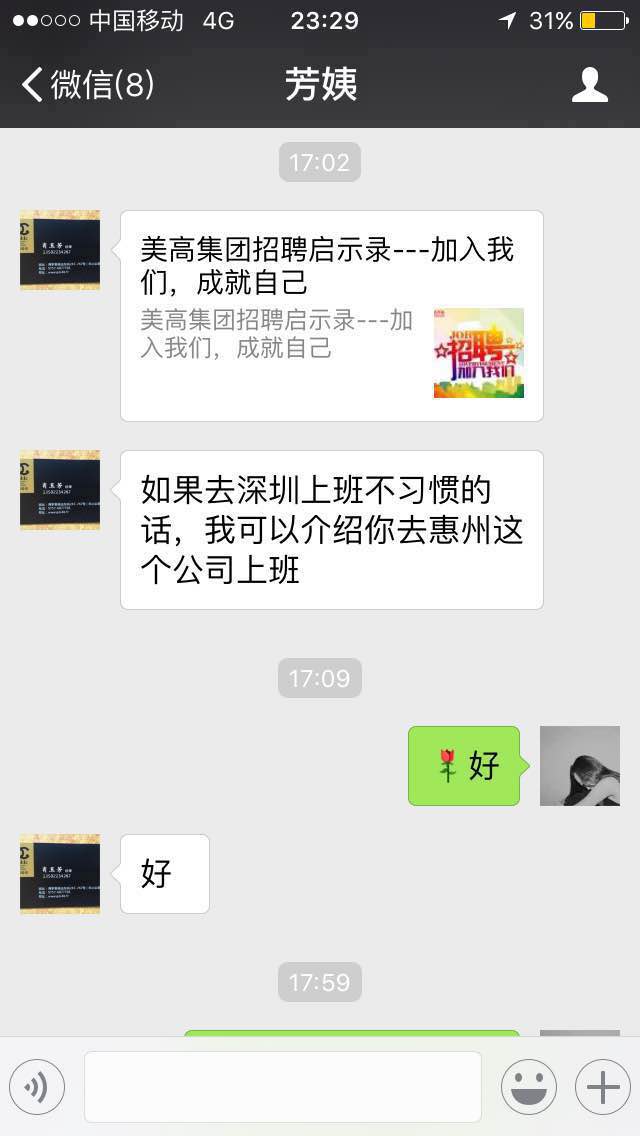 中国移动 4G 23:29 31%
微信(8) 芳姨
17:02
美高集团招聘启示录---加入我
们，成就自己
美高集团招聘启示录---加
入我们，成就自己
招聘
加入我们
如果去深圳上班不习惯的
话，我可以介绍你去惠州这
个公司上班
17:09
🌹好
好
17:59